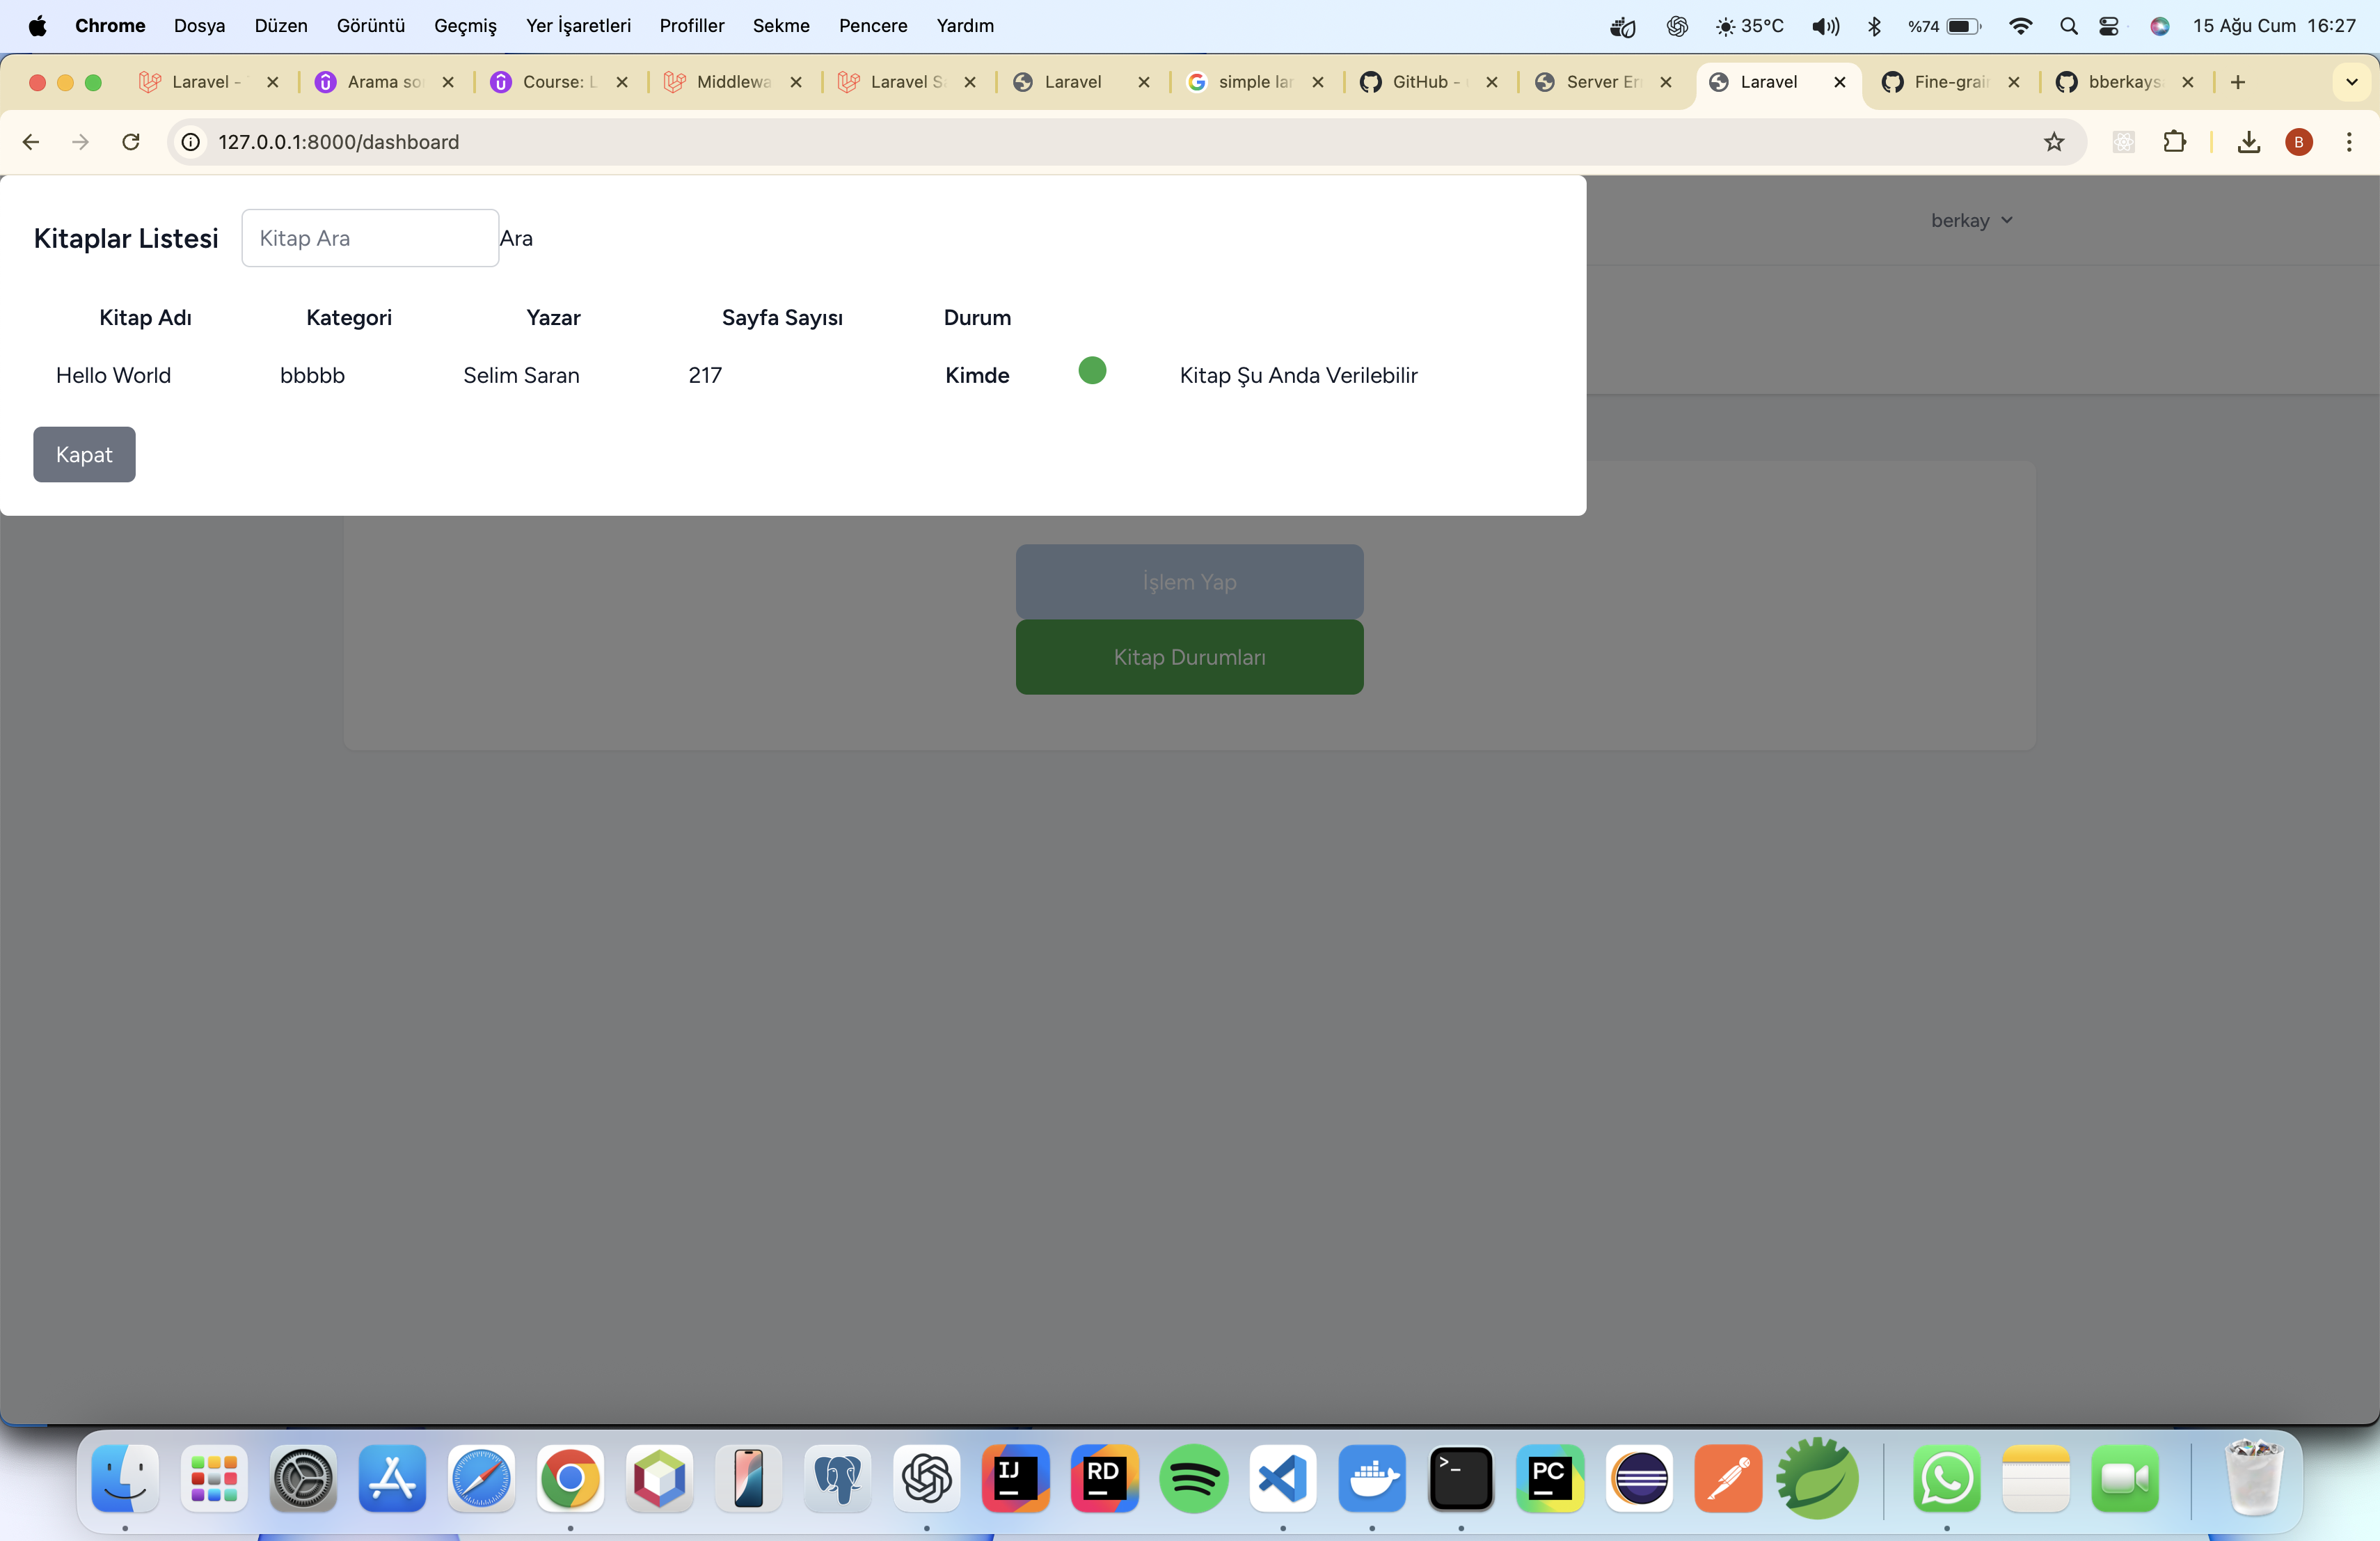 Chrome Dosya Düzen Görüntü Geçmiş Yer İşaretleri Profiller Sekme Pencere Yardım 35°C %74 15 Ağu Cum 16:27
Laravel - Arama so Course: L Middlewa Laravel S Laravel simple lar GitHub - Server Er Laravel Fine-grai bberkays
127.0.0.1:8000/dashboard B
berkay
Kitaplar Listesi Kitap Ara Ara
Kitap Adı Kategori Yazar Sayfa Sayısı Durum
Hello World bbbbb Selim Saran 217 Kimde Kitap Şu Anda Verilebilir
Kapat
İşlem Yap
Kitap Durumları
IJ RD >_ PC